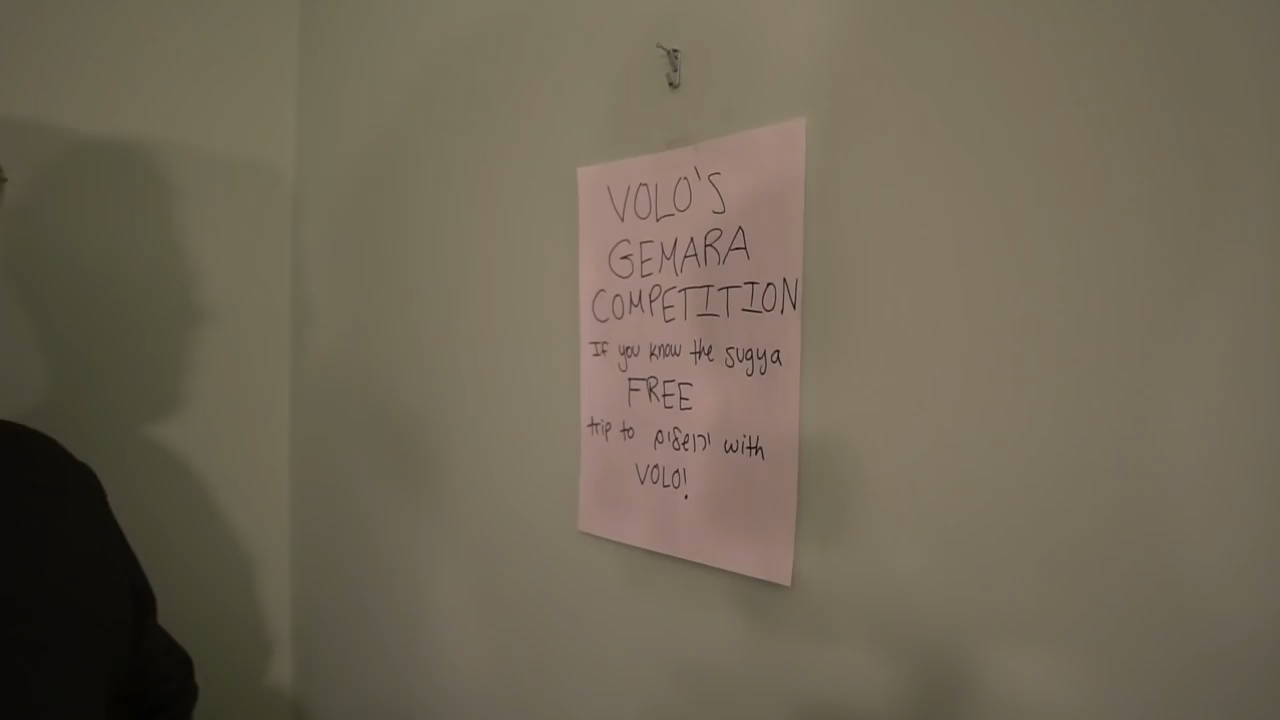 VOLO'S
GEMARA
COMPETITION
If you know the sugya
FREE
trip to ירושלים with
VOLO!